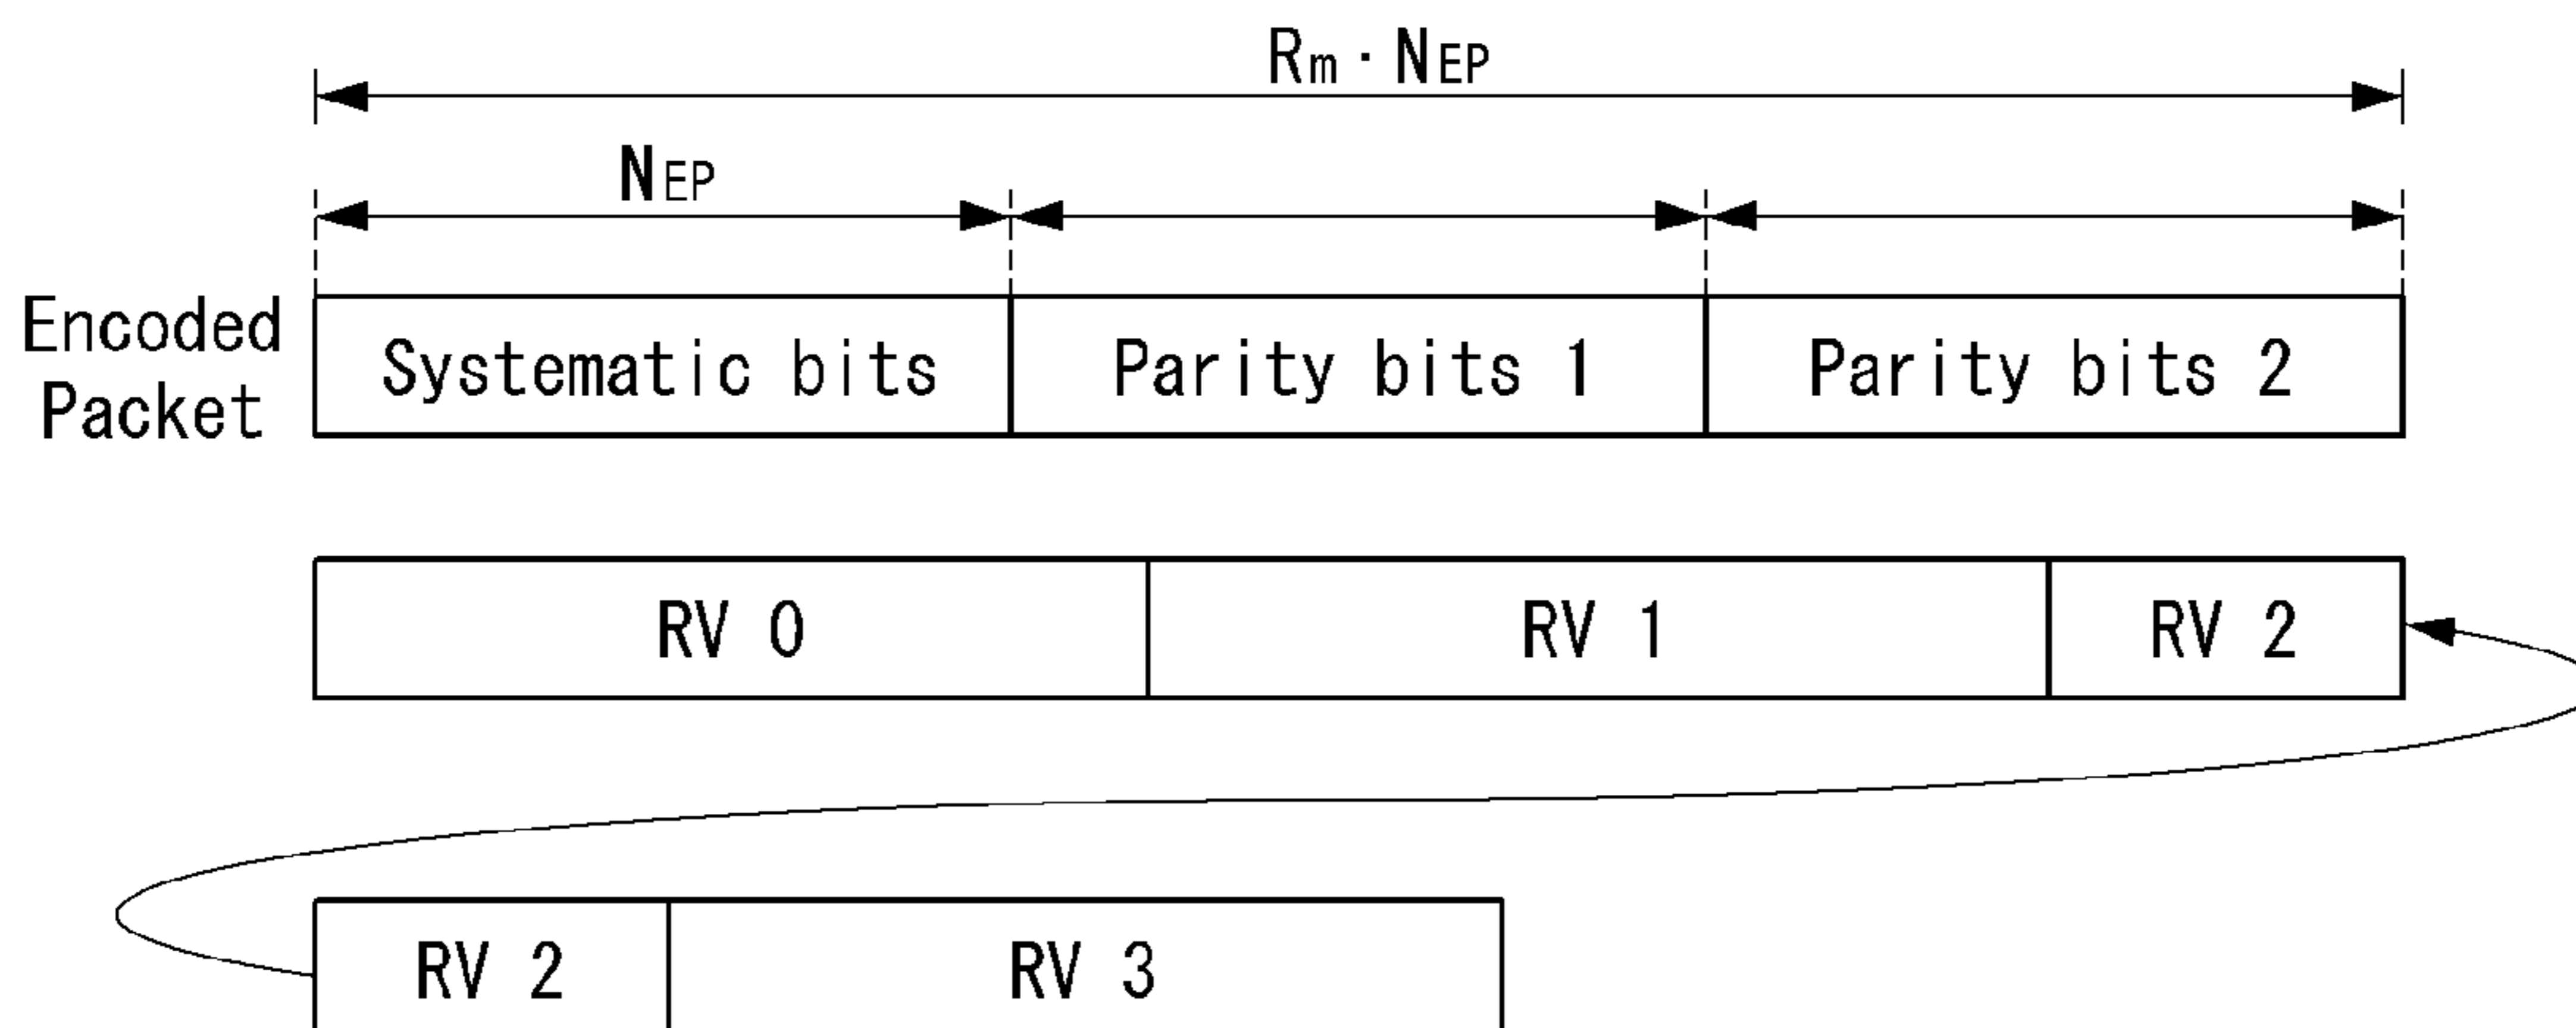 Rm · NEP
NEP
Encoded
Packet
Systematic bits
Parity bits 1
Parity bits 2
RV 0
RV 1
RV 2
RV 2
RV 3